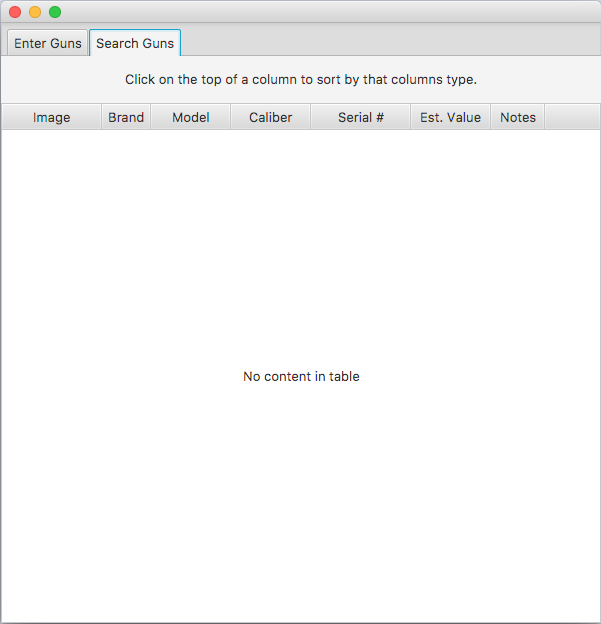 Enter Guns Search Guns
Click on the top of a column to sort by that columns type.
Image Brand Model Caliber Serial # Est. Value Notes
No content in table